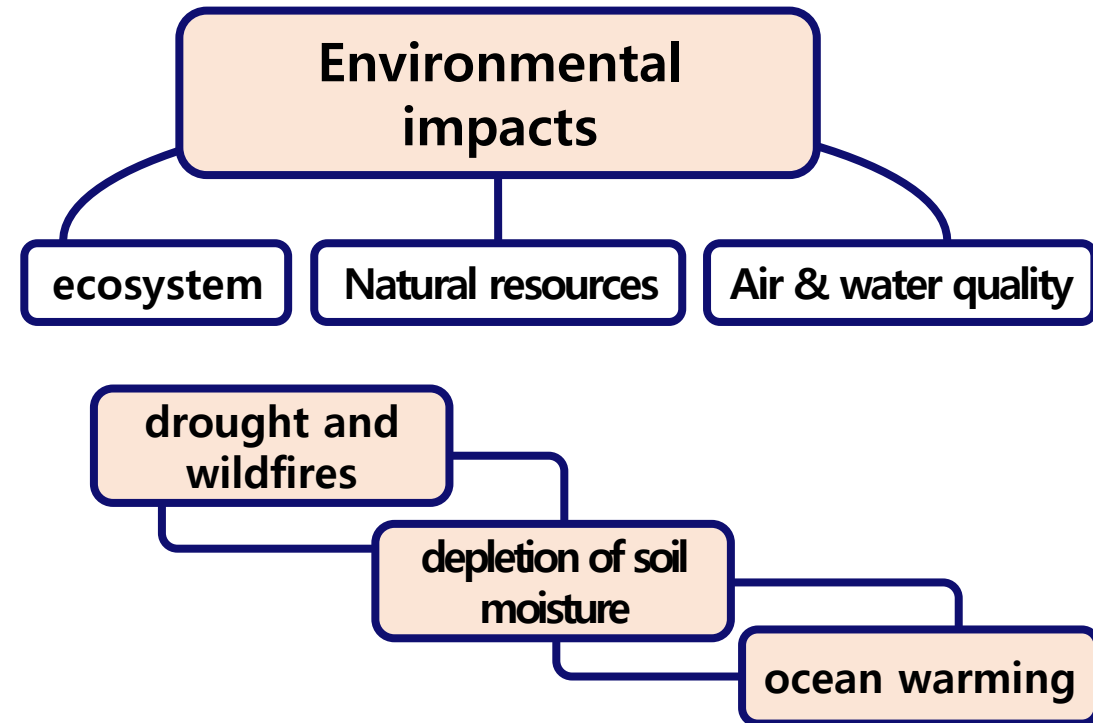 Environmental
impacts
ecosystem
Natural resources
Air & water quality
drought and
wildfires
depletion of soil
moisture
ocean warming